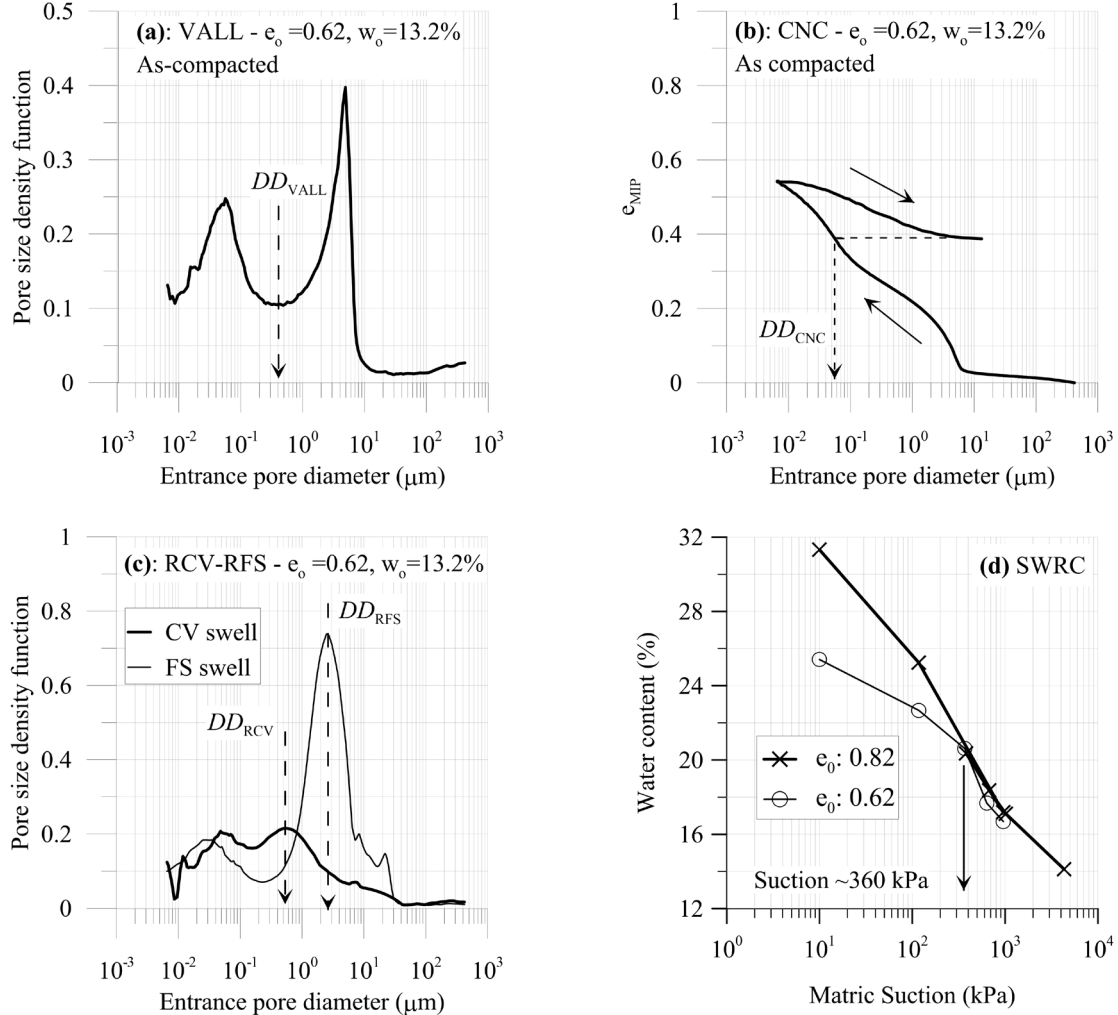 (a): VALL - eₒ =0.62, wₒ=13.2%
As-compacted
0.5
0.4
0.3
0.2
0.1
0
Pore size density function
DD_VALL
10⁻³ 10⁻² 10⁻¹ 10⁰ 10¹ 10² 10³
Entrance pore diameter (μm)
(b): CNC - eₒ =0.62, wₒ=13.2%
As compacted
1
0.8
0.6
0.4
0.2
0
e_MIP
DD_CNC
10⁻³ 10⁻² 10⁻¹ 10⁰ 10¹ 10² 10³
Entrance pore diameter (μm)
(c): RCV-RFS - eₒ =0.62, wₒ=13.2%
CV swell
FS swell
1
0.8
0.6
0.4
0.2
0
Pore size density function
DD_RFS
DD_RCV
10⁻³ 10⁻² 10⁻¹ 10⁰ 10¹ 10² 10³
Entrance pore diameter (μm)
(d) SWRC
32
28
24
20
16
12
Water content (%)
e₀: 0.82
e₀: 0.62
Suction ~360 kPa
10⁰ 10¹ 10² 10³ 10⁴
Matric Suction (kPa)